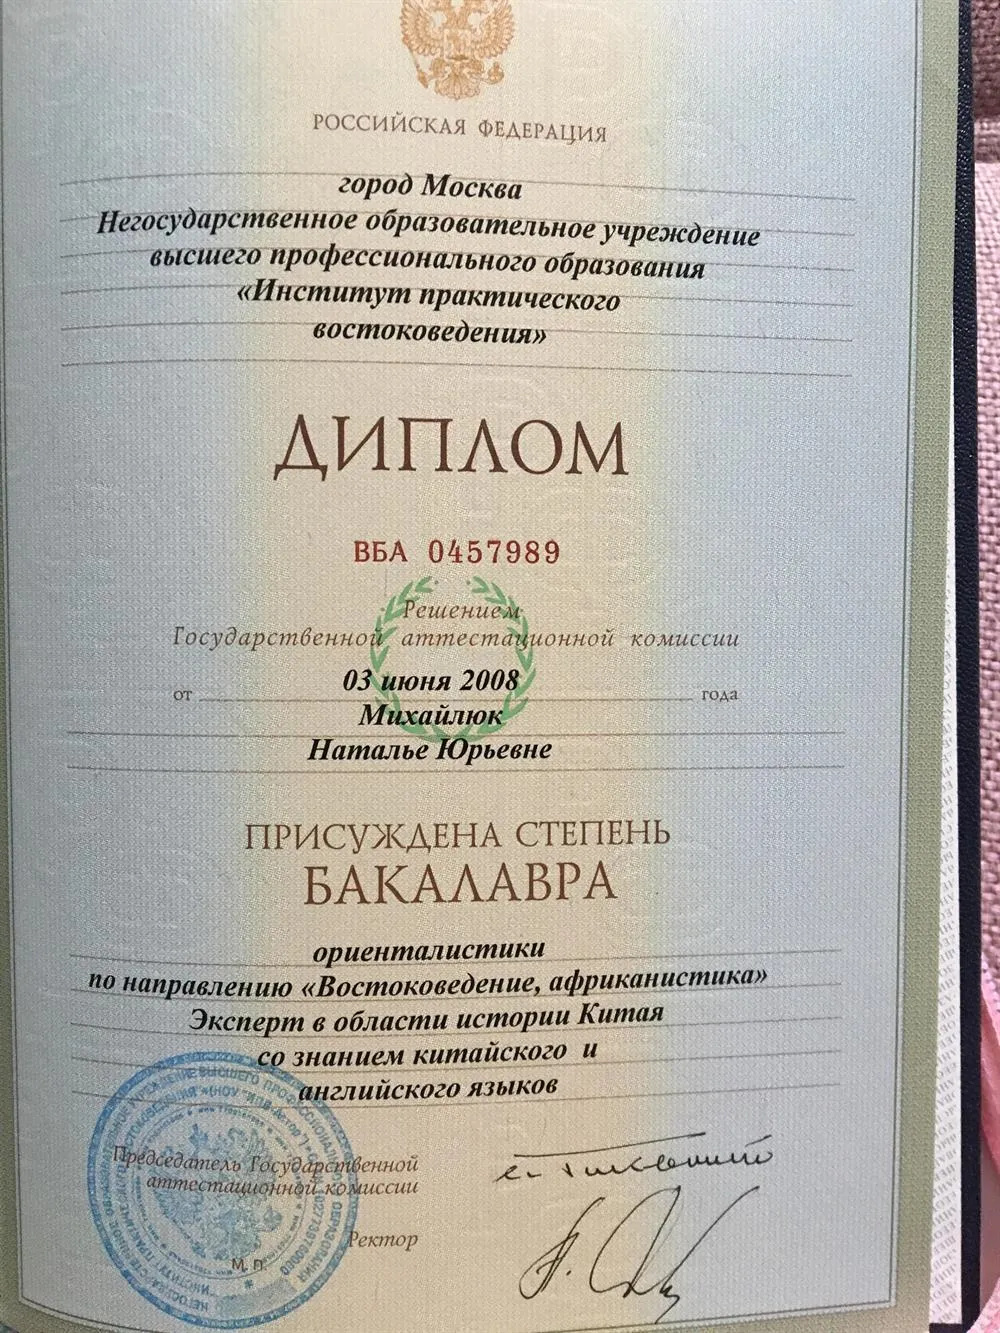 РОССИЙСКАЯ ФЕДЕРАЦИЯ
город Москва
Негосударственное образовательное учреждение
высшего профессионального образования
«Институт практического
востоковедения»
ДИПЛОМ
ВБА 0457989
Решением
Государственной аттестационной комиссии
от 03 июня 2008 года
Михайлюк
Наталье Юрьевне
ПРИСУЖДЕНА СТЕПЕНЬ
БАКАЛАВРА
ориенталистики
по направлению «Востоковедение, африканистика»
Эксперт в области истории Китая
со знанием китайского и
английского языков
Председатель Государственной
аттестационной комиссии
Ректор
М. П.